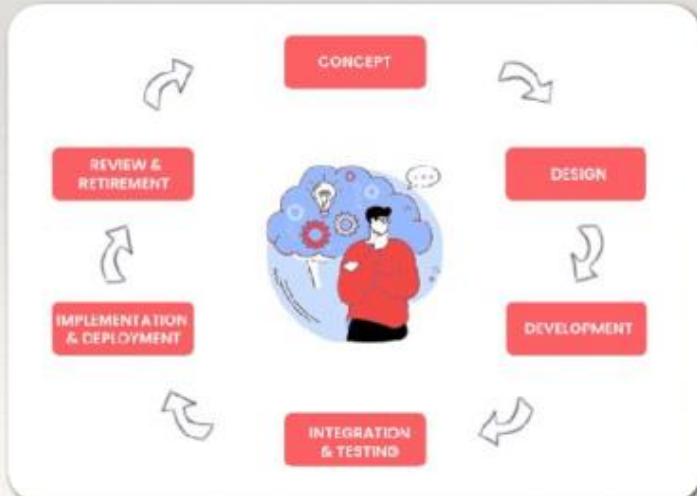 CONCEPT
DESIGN
DEVELOPMENT
INTEGRATION
& TESTING
IMPLEMENTATION
& DEPLOYMENT
REVIEW &
RETIREMENT